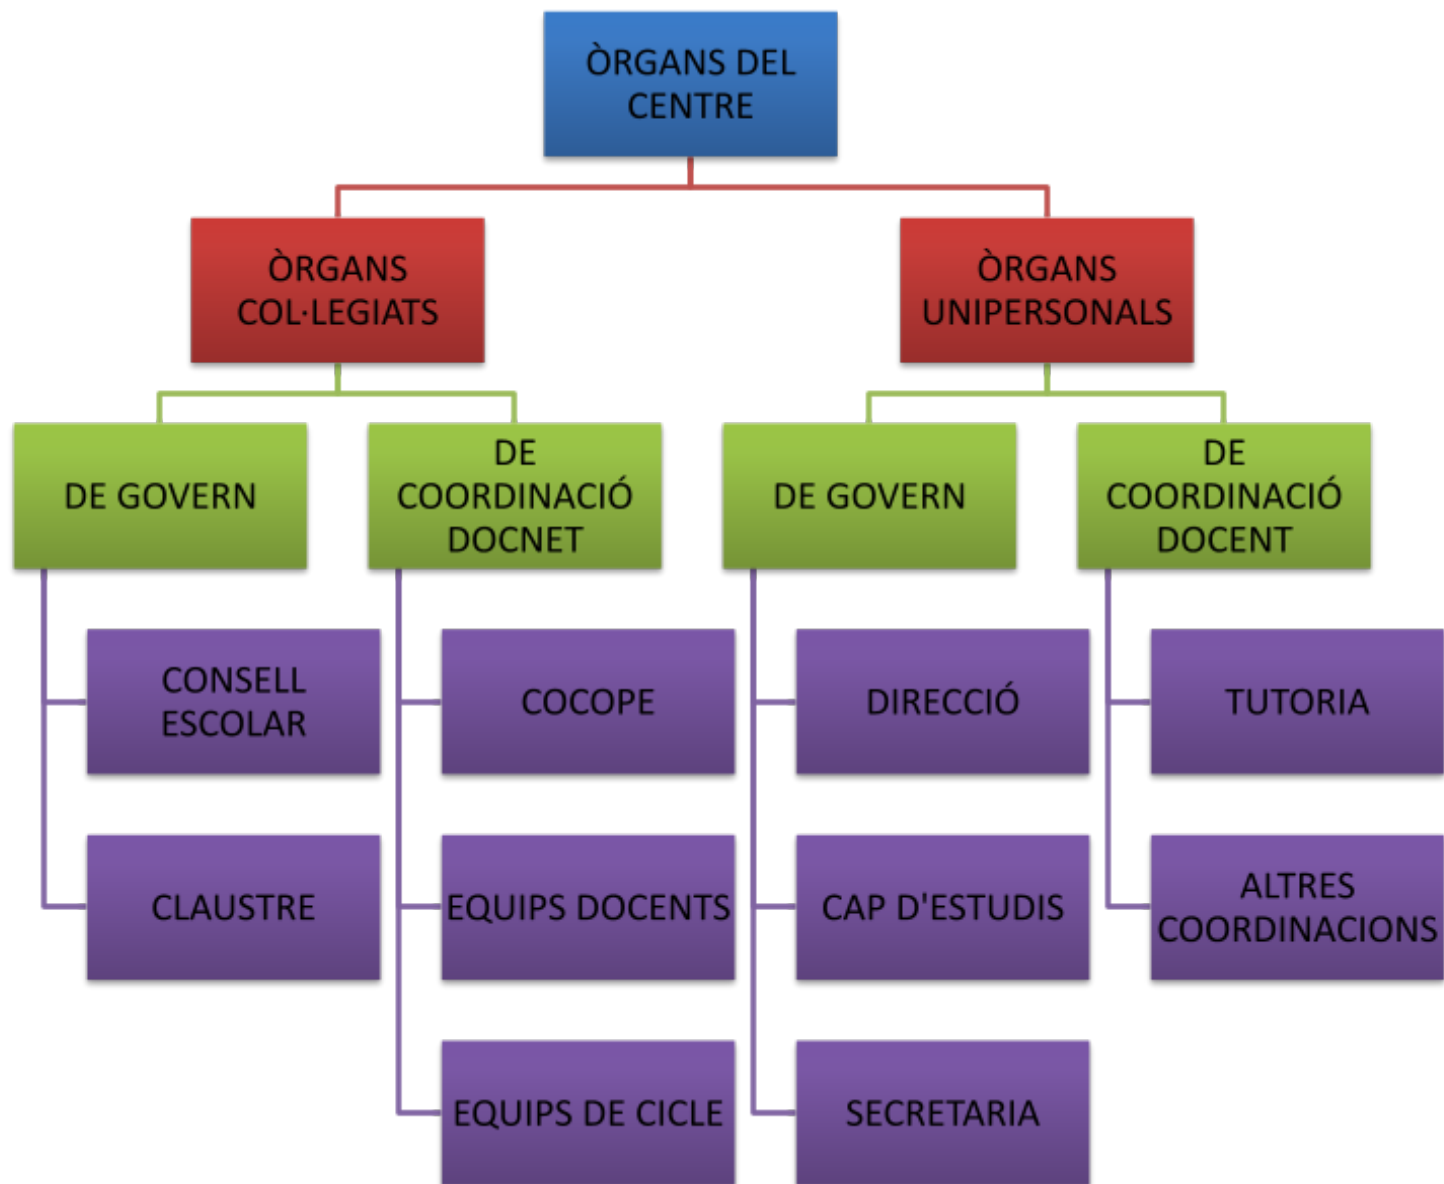 ÒRGANS DEL
CENTRE
ÒRGANS
COL·LEGIATS
ÒRGANS
UNIPERSONALS
DE GOVERN
DE
COORDINACIÓ
DOCNET
DE GOVERN
DE
COORDINACIÓ
DOCENT
CONSELL
ESCOLAR
COCOPE
DIRECCIÓ
TUTORIA
CLAUSTRE
EQUIPS DOCENTS
CAP D'ESTUDIS
ALTRES
COORDINACIONS
EQUIPS DE CICLE
SECRETARIA